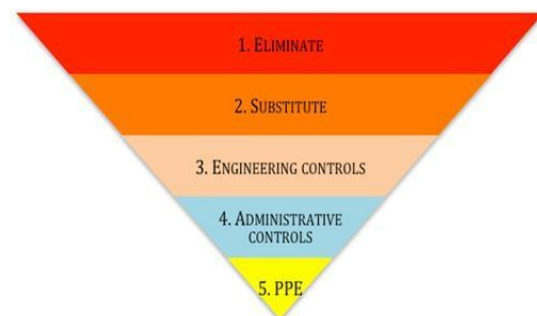 1. ELIMINATE
2. SUBSTITUTE
3. ENGINEERING CONTROLS
4. ADMINISTRATIVE
CONTROLS
5. PPE